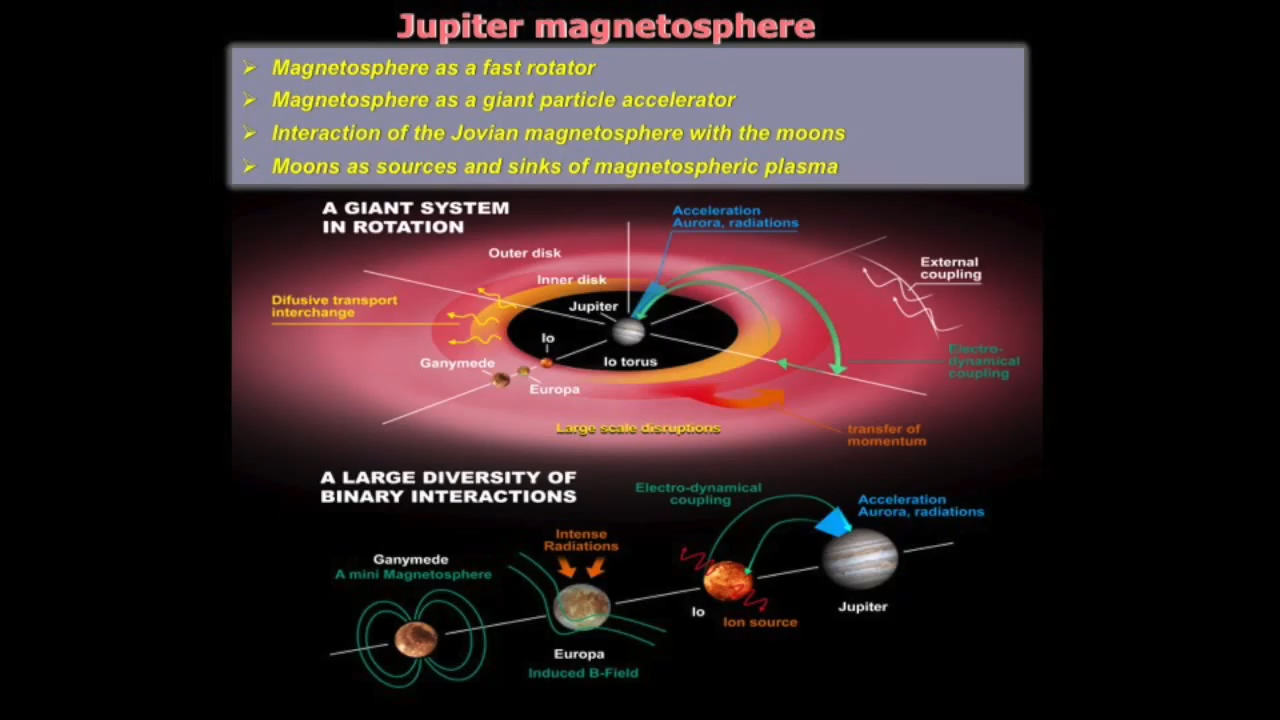 Jupiter magnetosphere
➢ Magnetosphere as a fast rotator
➢ Magnetosphere as a giant particle accelerator
➢ Interaction of the Jovian magnetosphere with the moons
➢ Moons as sources and sinks of magnetospheric plasma
A GIANT SYSTEM
IN ROTATION
Acceleration
Aurora, radiations
Outer disk
External
coupling
Inner disk
Difusive transport
interchange
Jupiter
Io
Ganymede
Io torus
Electro-
dynamical
coupling
Europa
Large scale disruptions
transfer of
momentum
A LARGE DIVERSITY OF
BINARY INTERACTIONS
Electro-dynamical
coupling
Acceleration
Aurora, radiations
Intense
Radiations
Ganymede
A mini Magnetosphere
Io
Jupiter
Ion source
Europa
Induced B-Field